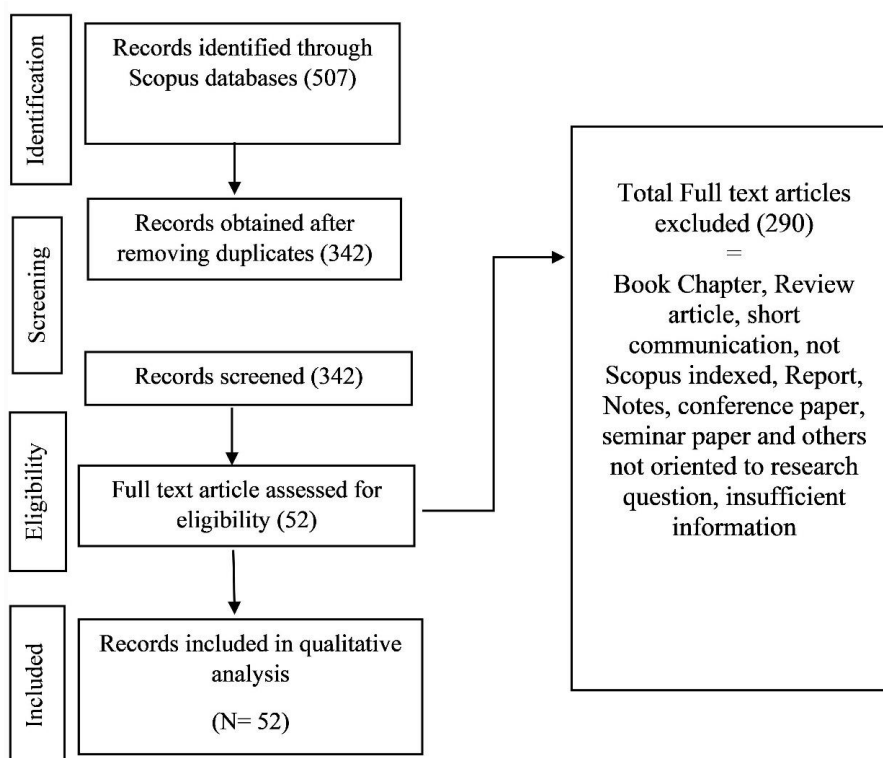 Identification
Records identified through
Scopus databases (507)
Screening
Records obtained after
removing duplicates (342)
Records screened (342)
Eligibility
Full text article assessed for
eligibility (52)
Included
Records included in qualitative
analysis
(N= 52)
Total Full text articles
excluded (290)
=
Book Chapter, Review
article, short
communication, not
Scopus indexed, Report,
Notes, conference paper,
seminar paper and others
not oriented to research
question, insufficient
information